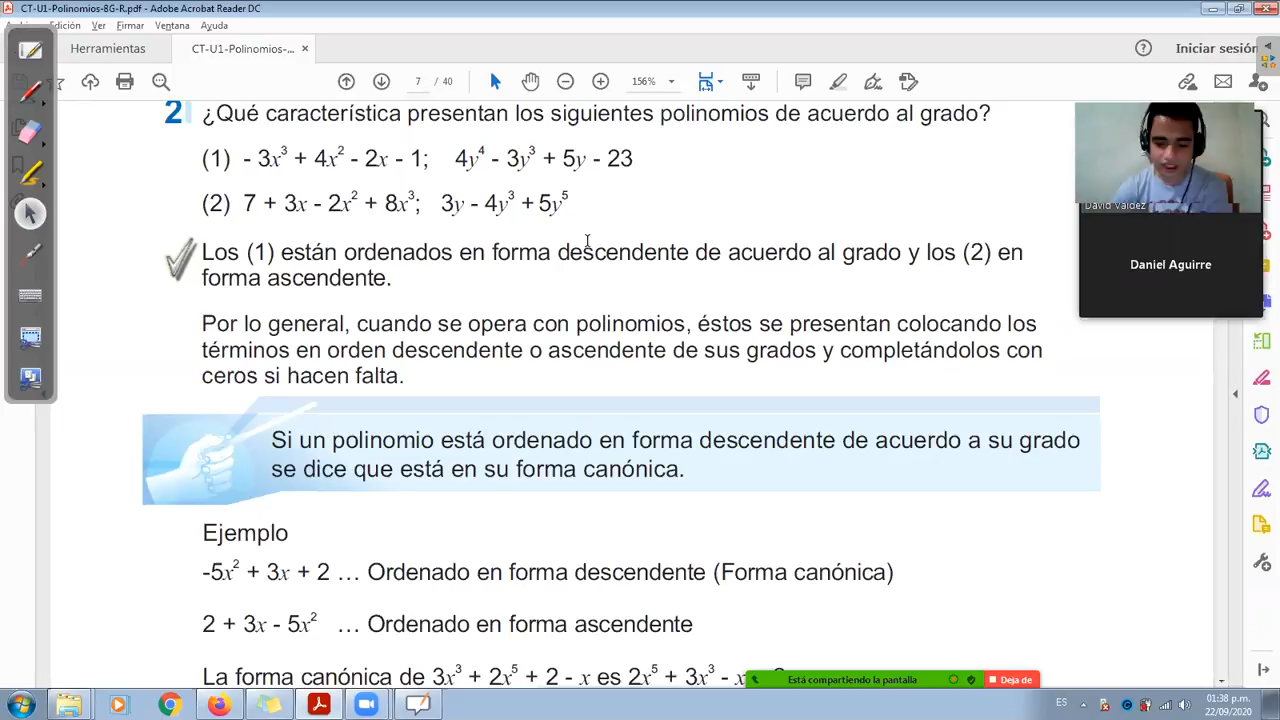 CT-U1-Polinomios-8G-R.pdf - Adobe Acrobat Reader DC
Edición Ver Firmar Ventana Ayuda
Herramientas CT-U1-Polinomios-... × Iniciar sesión
7 / 40 156%
2 ¿Qué característica presentan los siguientes polinomios de acuerdo al grado?
(1) - 3x³ + 4x² - 2x - 1; 4y⁴ - 3y³ + 5y - 23
(2) 7 + 3x - 2x² + 8x³; 3y - 4y³ + 5y⁵
David Valdez
Daniel Aguirre
Los (1) están ordenados en forma descendente de acuerdo al grado y los (2) en
forma ascendente.
Por lo general, cuando se opera con polinomios, éstos se presentan colocando los
términos en orden descendente o ascendente de sus grados y completándolos con
ceros si hacen falta.
Si un polinomio está ordenado en forma descendente de acuerdo a su grado
se dice que está en su forma canónica.
Ejemplo
-5x² + 3x + 2 … Ordenado en forma descendente (Forma canónica)
2 + 3x - 5x² … Ordenado en forma ascendente
La forma canónica de 3x³ + 2x⁵ + 2 - x es 2x⁵ + 3x³ - x
Está compartiendo la pantalla Deja de
ES 01:38 p.m.
22/09/2020